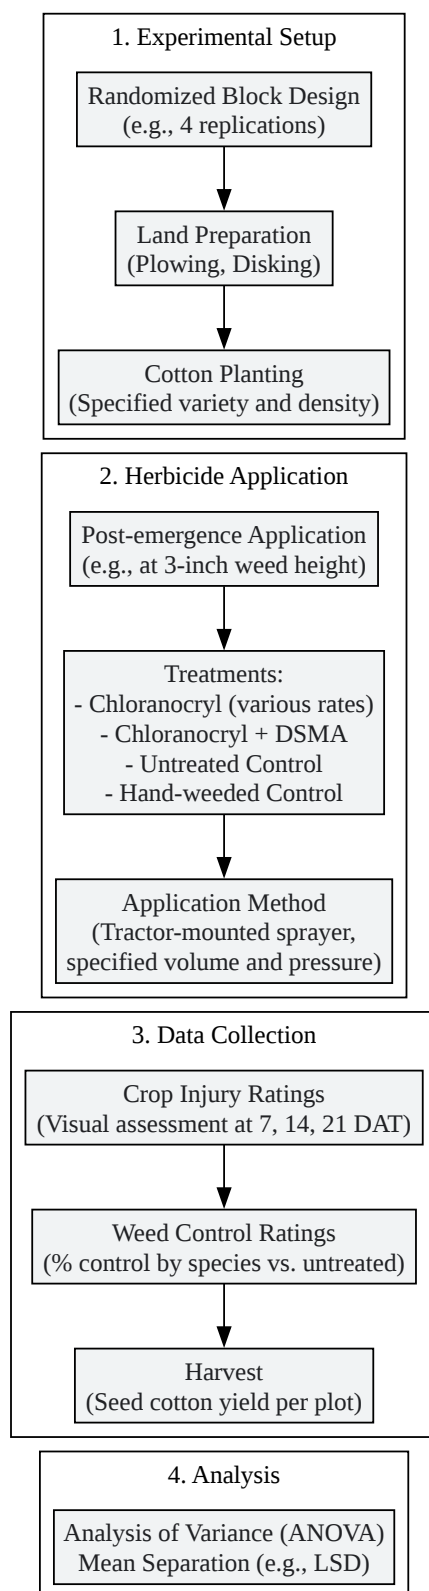 1. Experimental Setup
Randomized Block Design
(e.g., 4 replications)
Land Preparation
(Plowing, Disking)
Cotton Planting
(Specified variety and density)
2. Herbicide Application
Post-emergence Application
(e.g., at 3-inch weed height)
Treatments:
- Chloranocryl (various rates)
- Chloranocryl + DSMA
- Untreated Control
- Hand-weeded Control
Application Method
(Tractor-mounted sprayer,
specified volume and pressure)
3. Data Collection
Crop Injury Ratings
(Visual assessment at 7, 14, 21 DAT)
Weed Control Ratings
(% control by species vs. untreated)
Harvest
(Seed cotton yield per plot)
4. Analysis
Analysis of Variance (ANOVA)
Mean Separation (e.g., LSD)